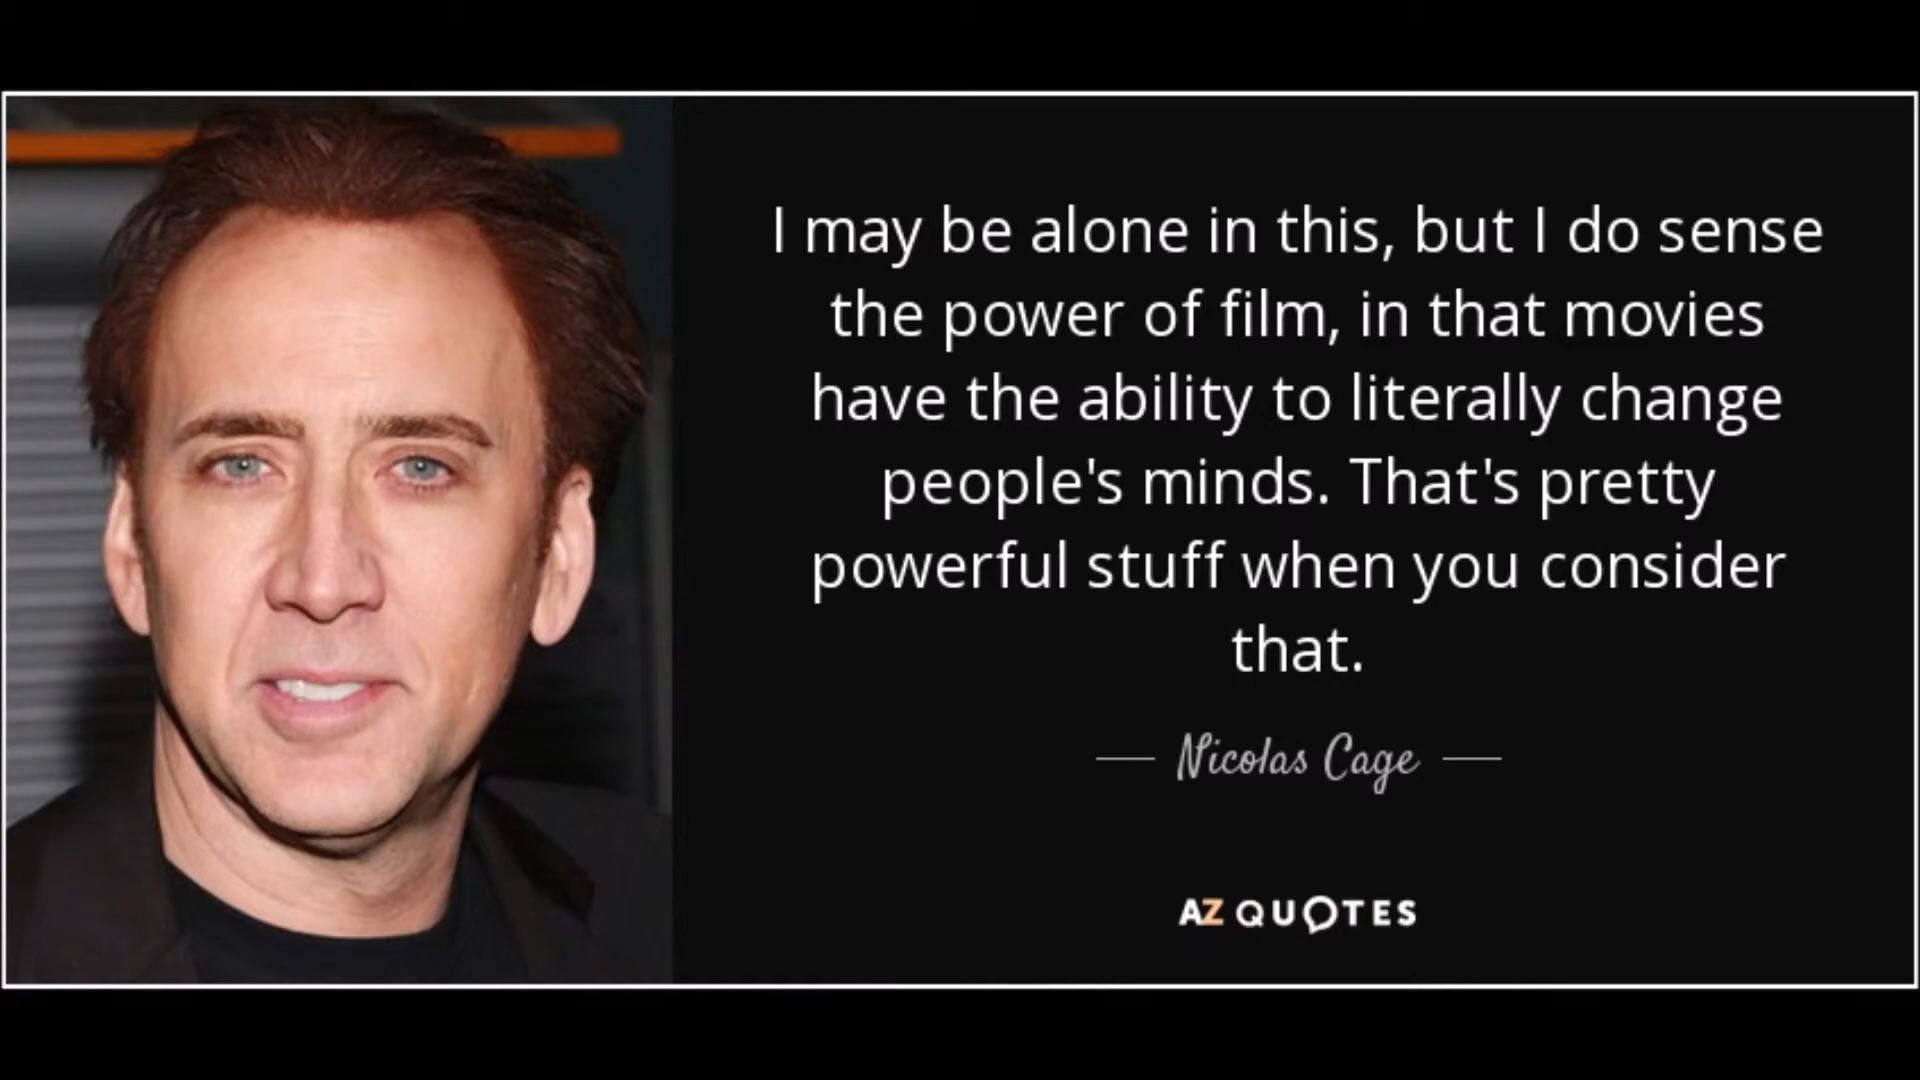 I may be alone in this, but I do sense
the power of film, in that movies
have the ability to literally change
people's minds. That's pretty
powerful stuff when you consider
that.
— Nicolas Cage —
AZ QUOTES